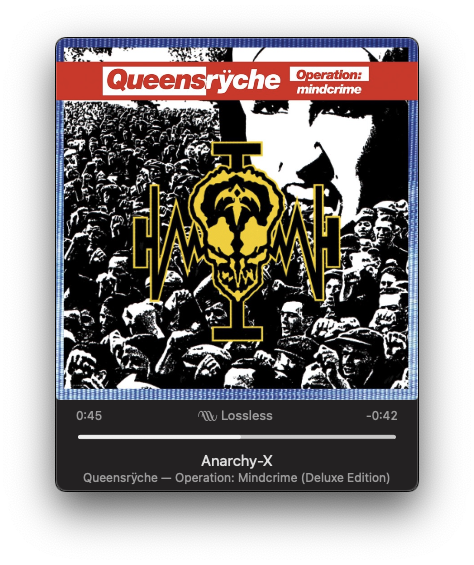 Queensrÿche Operation:
mindcrime
0:45 Lossless -0:42
Anarchy-X
Queensrÿche — Operation: Mindcrime (Deluxe Edition)